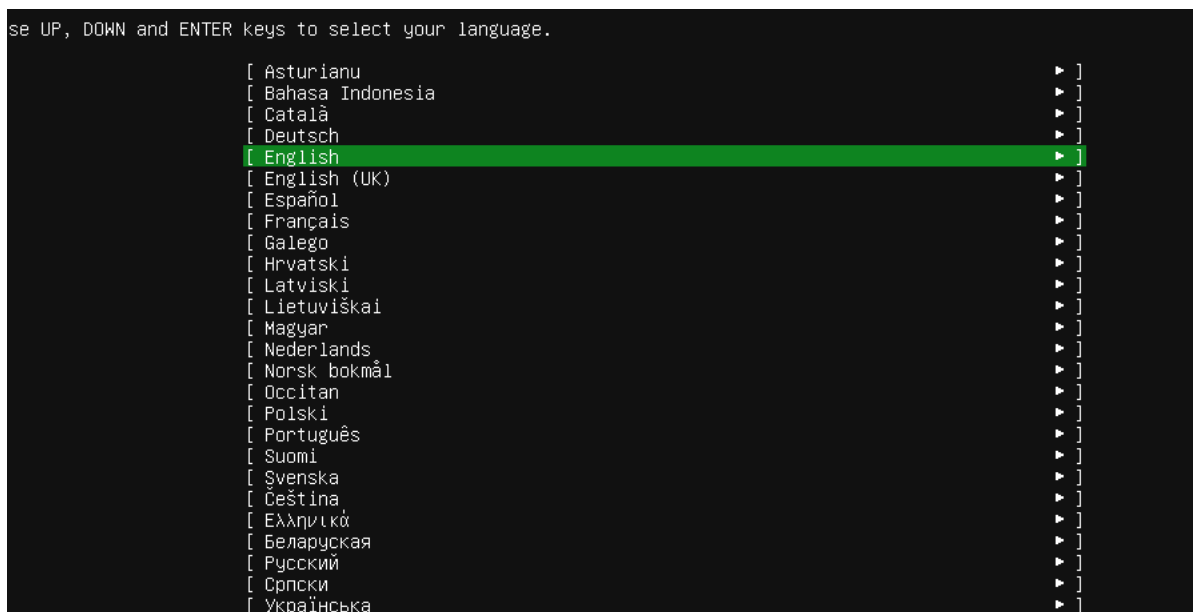 se UP, DOWN and ENTER keys to select your language.
[ Asturianu ► ]
[ Bahasa Indonesia ► ]
[ Català ► ]
[ Deutsch ► ]
[ English ► ]
[ English (UK) ► ]
[ Español ► ]
[ Français ► ]
[ Galego ► ]
[ Hrvatski ► ]
[ Latviski ► ]
[ Lietuviškai ► ]
[ Magyar ► ]
[ Nederlands ► ]
[ Norsk bokmål ► ]
[ Occitan ► ]
[ Polski ► ]
[ Português ► ]
[ Suomi ► ]
[ Svenska ► ]
[ Čeština ► ]
[ Ελληνικά ► ]
[ Беларуская ► ]
[ Русский ► ]
[ Српски ► ]
[ Українська ► ]